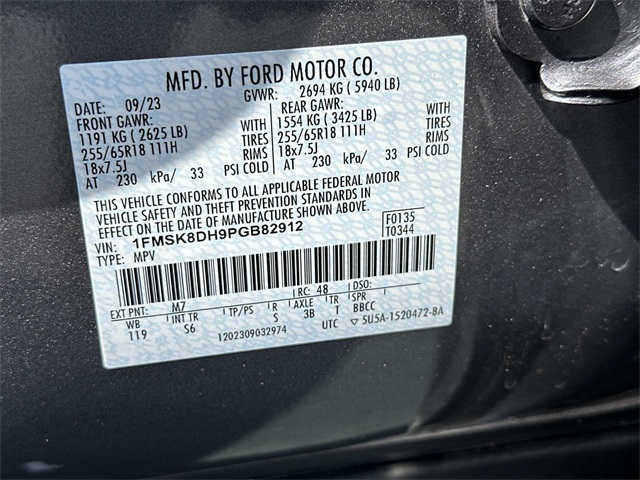 MFD. BY FORD MOTOR CO.
DATE: 09/23 GVWR: 2694 KG ( 5940 LB)
FRONT GAWR: REAR GAWR:
1191 KG ( 2625 LB) WITH 1554 KG ( 3425 LB) WITH
255/65R18 111H TIRES 255/65R18 111H TIRES
18x7.5J RIMS 18x7.5J RIMS
AT 230 kPa/ 33 PSI COLD AT 230 kPa/ 33 PSI COLD
THIS VEHICLE CONFORMS TO ALL APPLICABLE FEDERAL MOTOR
VEHICLE SAFETY AND THEFT PREVENTION STANDARDS IN
EFFECT ON THE DATE OF MANUFACTURE SHOWN ABOVE.
VIN: 1FMSK8DH9PGB82912 F0135
TYPE: MPV T0344
EXT PNT: M7 RC: 48 DSO:
WB INT TR TP/PS R AXLE TR SPR
119 S6 S 3B T BBCC
1202309032974 UTC ▽ 5U5A-1520472-BA